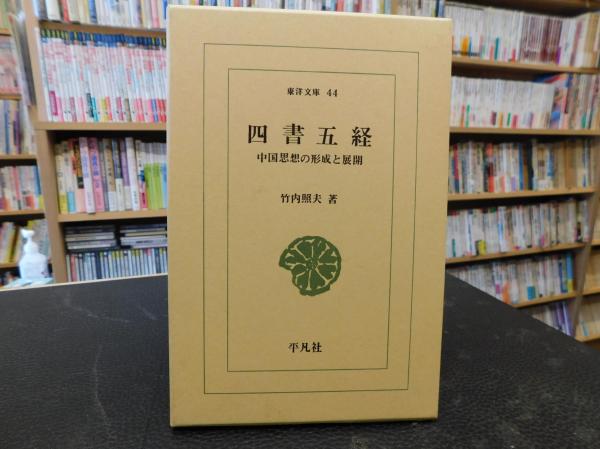 東洋文庫 44
四書五経
中国思想の形成と展開
竹内照夫 著
平凡社